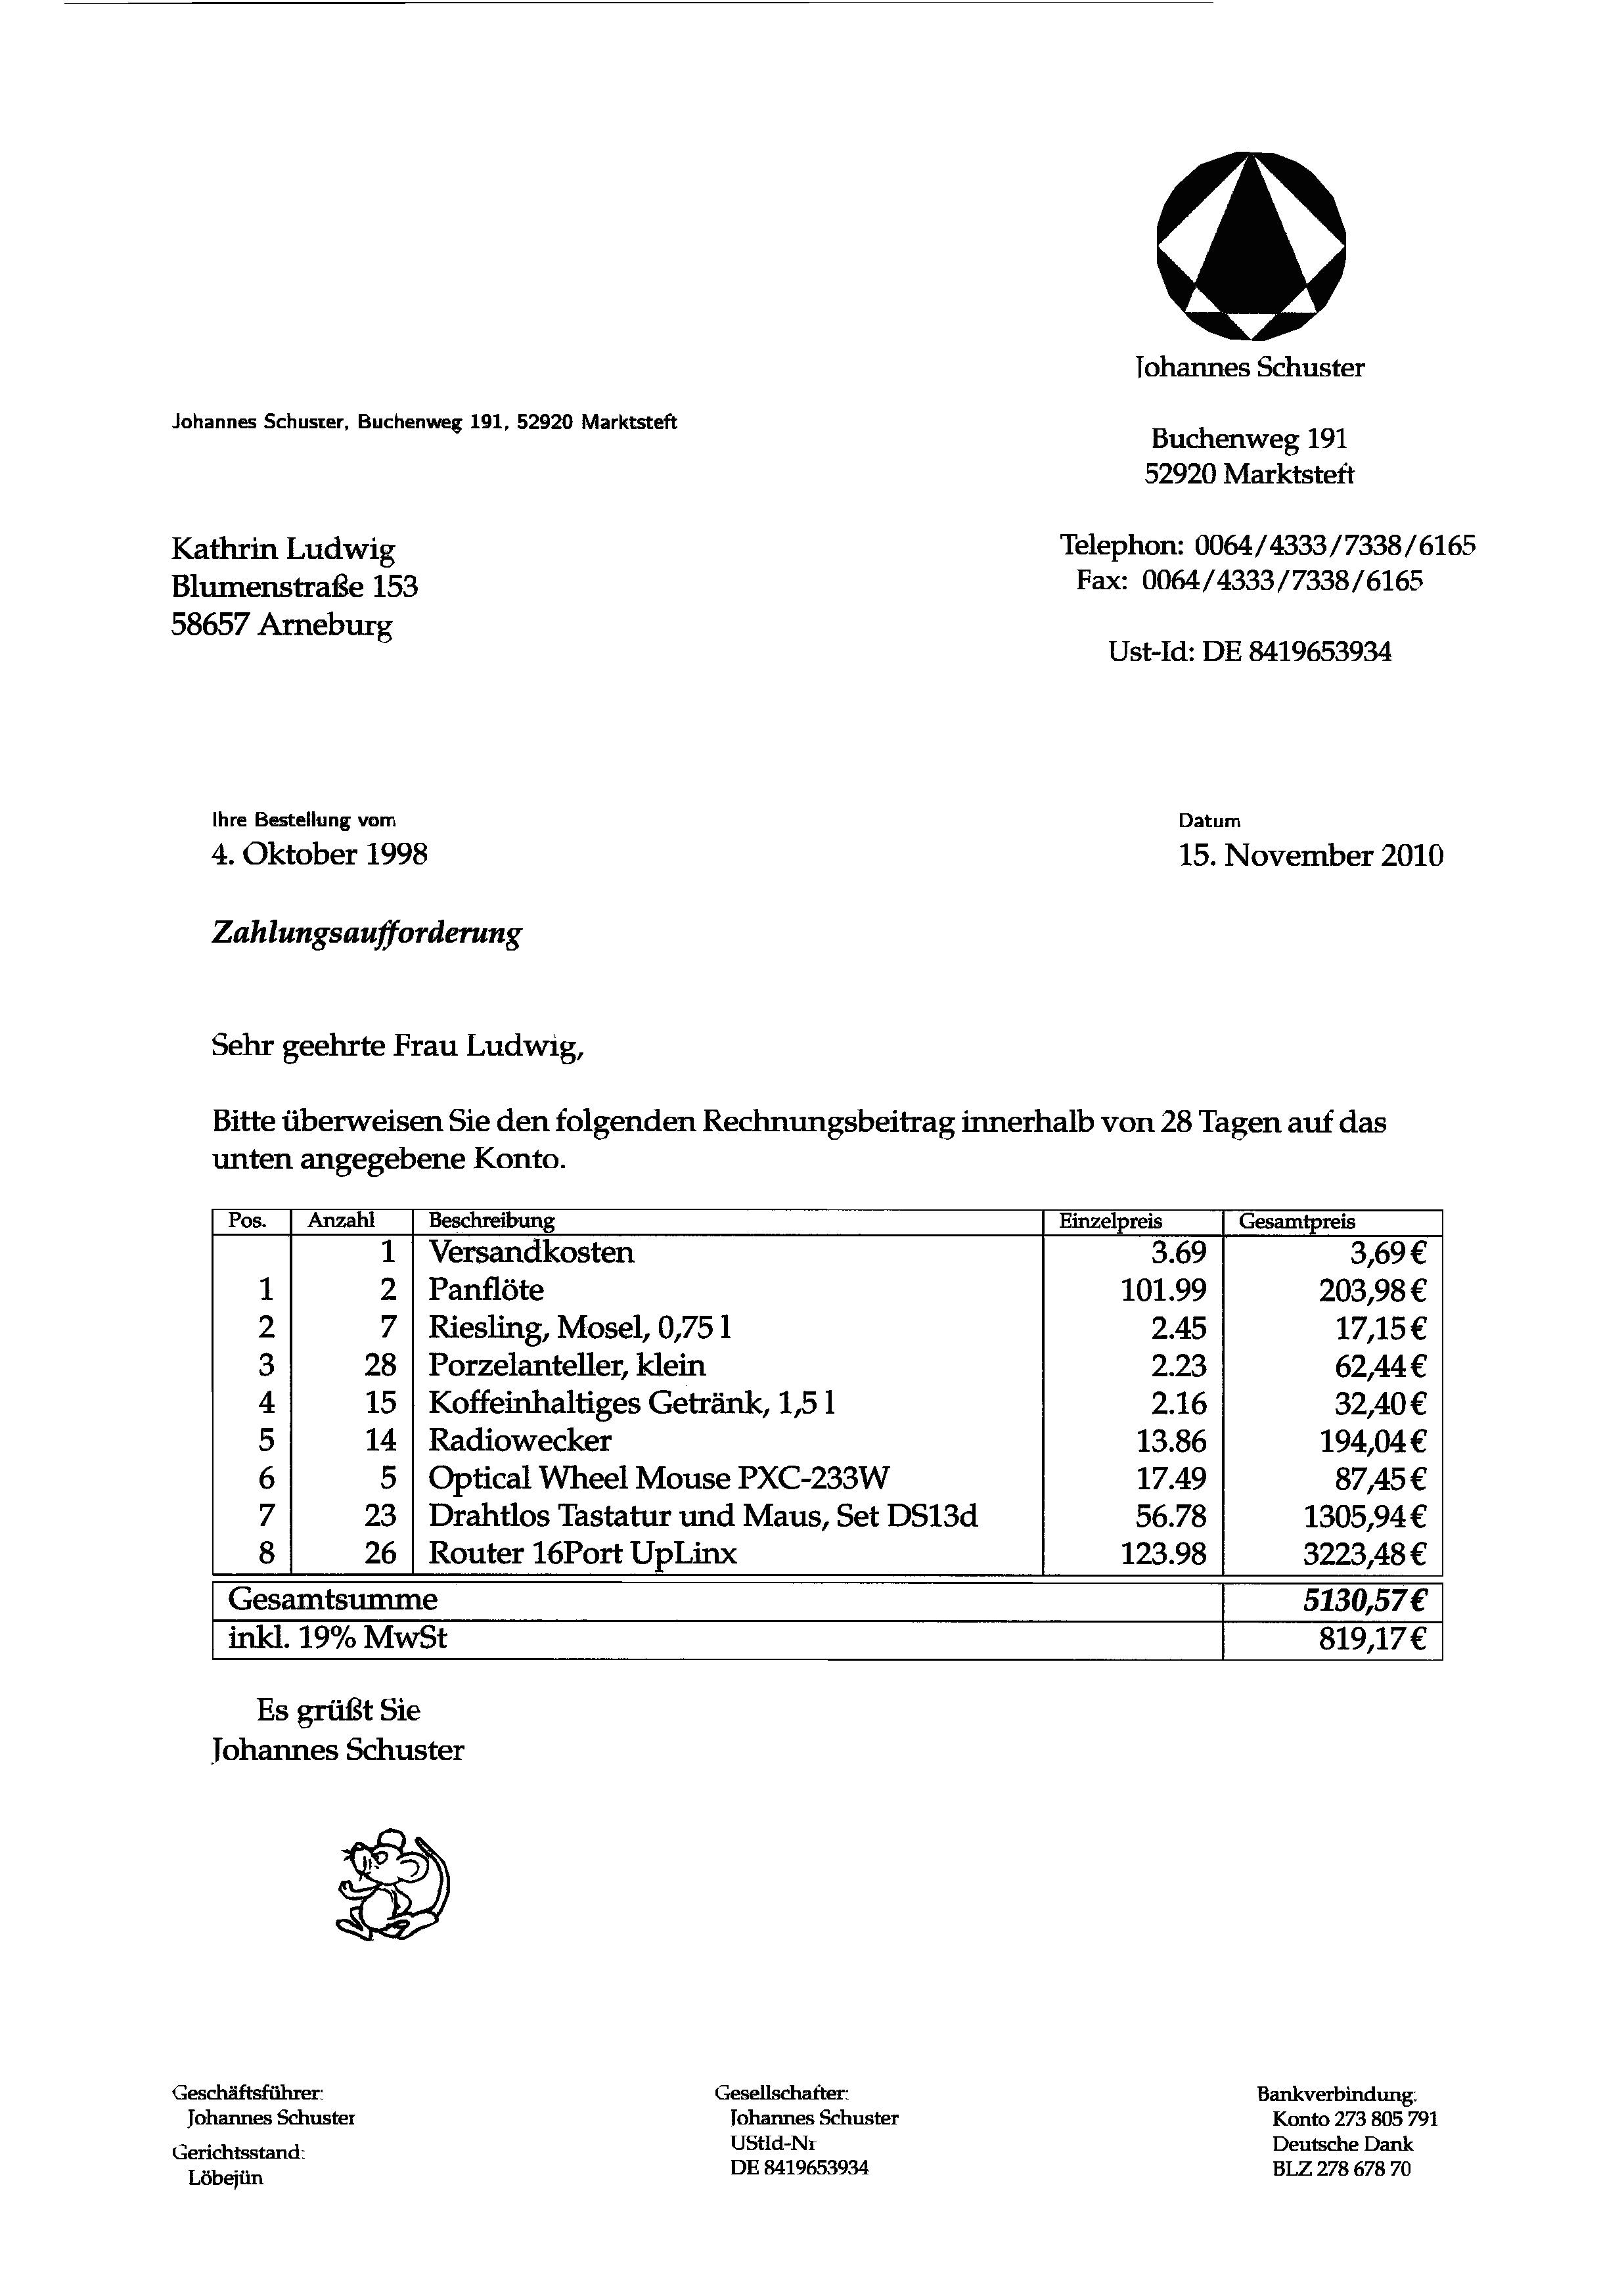 Johannes Schuster
Johannes Schuster, Buchenweg 191, 52920 Marktsteft
Buchenweg 191
52920 Marktsteft
Kathrin Ludwig
Blumenstraße 153
58657 Arneburg
Telephon: 0064/4333/7338/6165
Fax: 0064/4333/7338/6165
Ust-Id: DE 8419653934
Ihre Bestellung vom
4. Oktober 1998
Datum
15. November 2010
Zahlungsaufforderung
Sehr geehrte Frau Ludwig,
Bitte überweisen Sie den folgenden Rechnungsbeitrag innerhalb von 28 Tagen auf das
unten angegebene Konto.
Pos. Anzahl Beschreibung Einzelpreis Gesamtpreis
1 Versandkosten 3.69 3,69€
1 2 Panflöte 101.99 203,98€
2 7 Riesling, Mosel, 0,75 l 2.45 17,15€
3 28 Porzelanteller, klein 2.23 62,44€
4 15 Koffeinhaltiges Getränk, 1,5 l 2.16 32,40€
5 14 Radiowecker 13.86 194,04€
6 5 Optical Wheel Mouse PXC-233W 17.49 87,45€
7 23 Drahtlos Tastatur und Maus, Set DS13d 56.78 1305,94€
8 26 Router 16Port UpLinx 123.98 3223,48€
Gesamtsumme 5130,57€
inkl. 19% MwSt 819,17€
Es grüßt Sie
Johannes Schuster
Geschäftsführer:
Johannes Schuster
Gerichtsstand:
Löbejün
Gesellschafter:
Johannes Schuster
UStId-Nr
DE 8419653934
Bankverbindung:
Konto 273 805 791
Deutsche Dank
BLZ 278 678 70